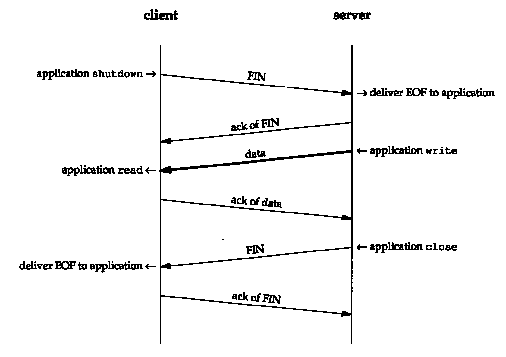 client server
application shutdown → FIN
→ deliver EOF to application
ack of FIN
data ← application write
application read ←
ack of data
FIN ← application close
deliver EOF to application ←
ack of FIN